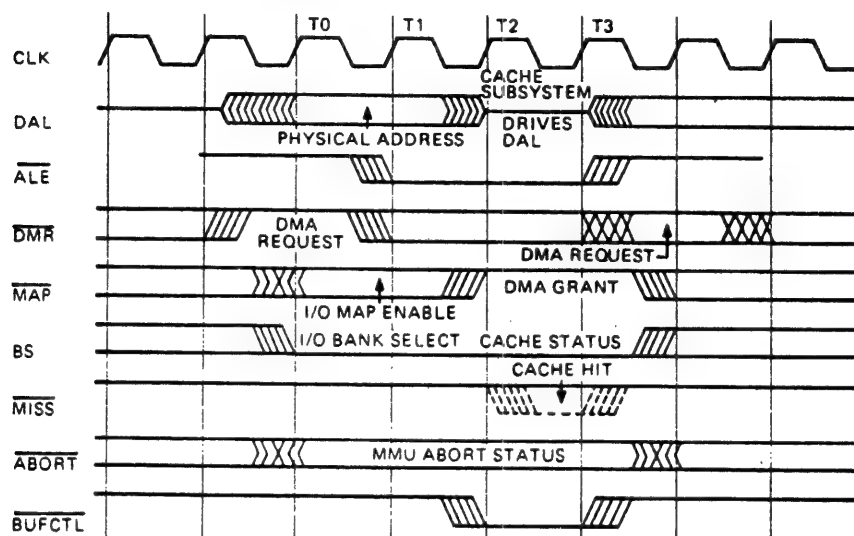 T0 T1 T2 T3
CLK
CACHE
SUBSYSTEM
DAL
DRIVES
DAL
PHYSICAL ADDRESS
ALE
DMR
DMA
REQUEST
DMA REQUEST
MAP
DMA GRANT
I/O MAP ENABLE
BS
I/O BANK SELECT CACHE STATUS
CACHE HIT
MISS
ABORT
MMU ABORT STATUS
BUFCTL